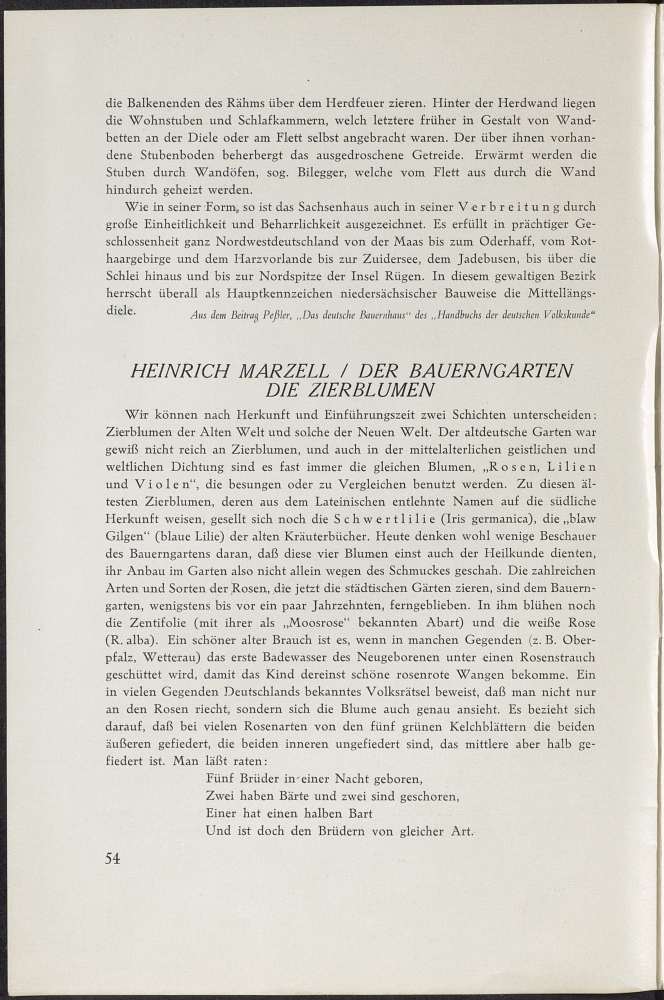 die Balkenenden des Rähms über dem Herdfeuer zieren. Hinter der Herdwand liegen
die Wohnstuben und Schlafkammern, welch letztere früher in Gestalt von Wand-
betten an der Diele oder am Flett selbst angebracht waren. Der über ihnen vorhan-
dene Stubenboden beherbergt das ausgedroschene Getreide. Erwärmt werden die
Stuben durch Wandöfen, sog. Bilegger, welche vom Flett aus durch die Wand
hindurch geheizt werden.
Wie in seiner Form, so ist das Sachsenhaus auch in seiner V e r b r e i t u n g durch
große Einheitlichkeit und Beharrlichkeit ausgezeichnet. Es erfüllt in prächtiger Ge-
schlossenheit ganz Nordwestdeutschland von der Maas bis zum Oderhaff, vom Rot-
haargebirge und dem Harzvorlande bis zur Zuidersee, dem Jadebusen, bis über die
Schlei hinaus und bis zur Nordspitze der Insel Rügen. In diesem gewaltigen Bezirk
herrscht überall als Hauptkennzeichen niedersächsischer Bauweise die Mittellängs-
diele. Aus dem Beitrag Peßler, „Das deutsche Bauernhaus“ des „Handbuchs der deutschen Volkskunde“
HEINRICH MARZELL / DER BAUERNGARTEN
DIE ZIERBLUMEN
Wir können nach Herkunft und Einführungszeit zwei Schichten unterscheiden:
Zierblumen der Alten Welt und solche der Neuen Welt. Der altdeutsche Garten war
gewiß nicht reich an Zierblumen, und auch in der mittelalterlichen geistlichen und
weltlichen Dichtung sind es fast immer die gleichen Blumen, „R o s e n, L i l i e n
und V i o l e n“, die besungen oder zu Vergleichen benutzt werden. Zu diesen äl-
testen Zierblumen, deren aus dem Lateinischen entlehnte Namen auf die südliche
Herkunft weisen, gesellt sich noch die S c h w e r t l i l i e (Iris germanica), die „blaw
Gilgen“ (blaue Lilie) der alten Kräuterbücher. Heute denken wohl wenige Beschauer
des Bauerngartens daran, daß diese vier Blumen einst auch der Heilkunde dienten,
ihr Anbau im Garten also nicht allein wegen des Schmuckes geschah. Die zahlreichen
Arten und Sorten der Rosen, die jetzt die städtischen Gärten zieren, sind dem Bauern-
garten, wenigstens bis vor ein paar Jahrzehnten, ferngeblieben. In ihm blühen noch
die Zentifolie (mit ihrer als „Moosrose“ bekannten Abart) und die weiße Rose
(R. alba). Ein schöner alter Brauch ist es, wenn in manchen Gegenden (z. B. Ober-
pfalz, Wetterau) das erste Badewasser des Neugeborenen unter einen Rosenstrauch
geschüttet wird, damit das Kind dereinst schöne rosenrote Wangen bekomme. Ein
in vielen Gegenden Deutschlands bekanntes Volksrätsel beweist, daß man nicht nur
an den Rosen riecht, sondern sich die Blume auch genau ansieht. Es bezieht sich
darauf, daß bei vielen Rosenarten von den fünf grünen Kelchblättern die beiden
äußeren gefiedert, die beiden inneren ungefiedert sind, das mittlere aber halb ge-
fiedert ist. Man läßt raten:
Fünf Brüder in einer Nacht geboren,
Zwei haben Bärte und zwei sind geschoren,
Einer hat einen halben Bart
Und ist doch den Brüdern von gleicher Art.
54